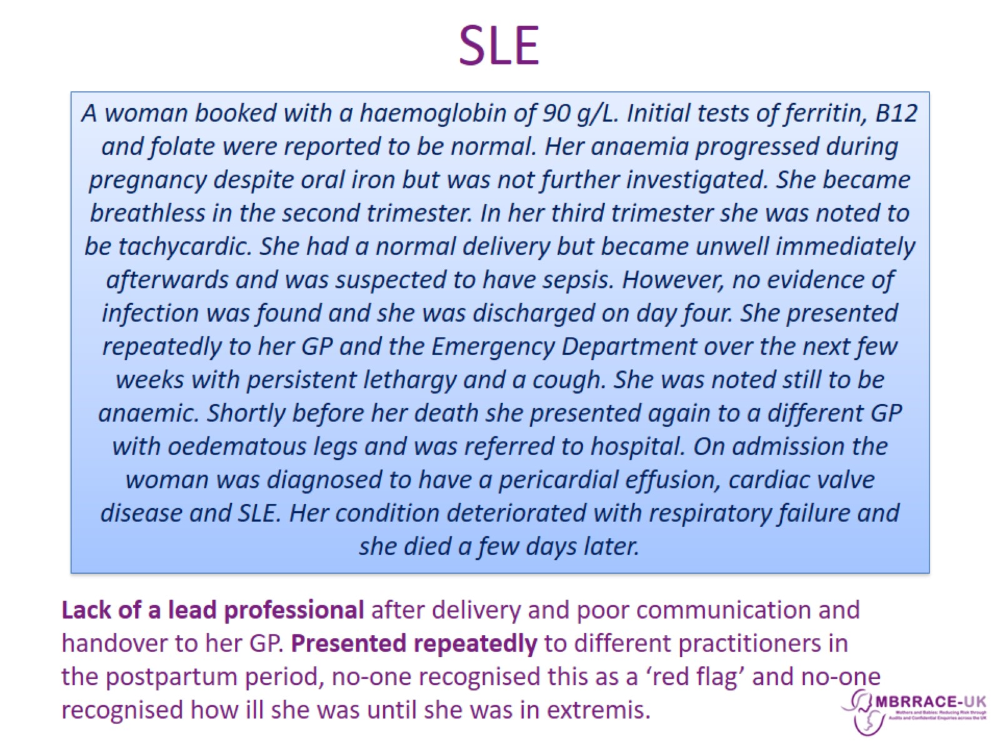 SLE
A woman booked with a haemoglobin of 90 g/L. Initial tests of ferritin, B12
and folate were reported to be normal. Her anaemia progressed during
pregnancy despite oral iron but was not further investigated. She became
breathless in the second trimester. In her third trimester she was noted to
be tachycardic. She had a normal delivery but became unwell immediately
afterwards and was suspected to have sepsis. However, no evidence of
infection was found and she was discharged on day four. She presented
repeatedly to her GP and the Emergency Department over the next few
weeks with persistent lethargy and a cough. She was noted still to be
anaemic. Shortly before her death she presented again to a different GP
with oedematous legs and was referred to hospital. On admission the
woman was diagnosed to have a pericardial effusion, cardiac valve
disease and SLE. Her condition deteriorated with respiratory failure and
she died a few days later.
Lack of a lead professional after delivery and poor communication and
handover to her GP. Presented repeatedly to different practitioners in
the postpartum period, no-one recognised this as a ‘red flag’ and no-one
recognised how ill she was until she was in extremis.
MBRRACE-UK
Mothers and Babies: Reducing Risk through
Audits and Confidential Enquiries across the UK